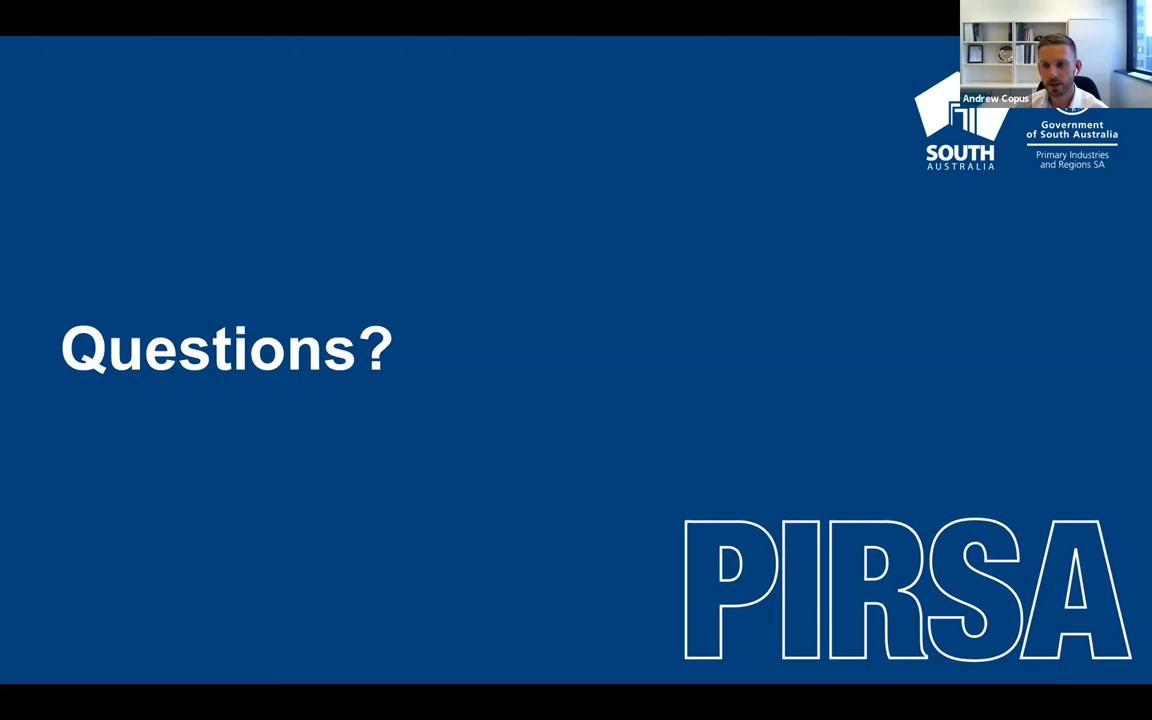 Andrew Copus
SOUTH
AUSTRALIA
Government
of South Australia
Primary Industries
and Regions SA
Questions?
PIRSA